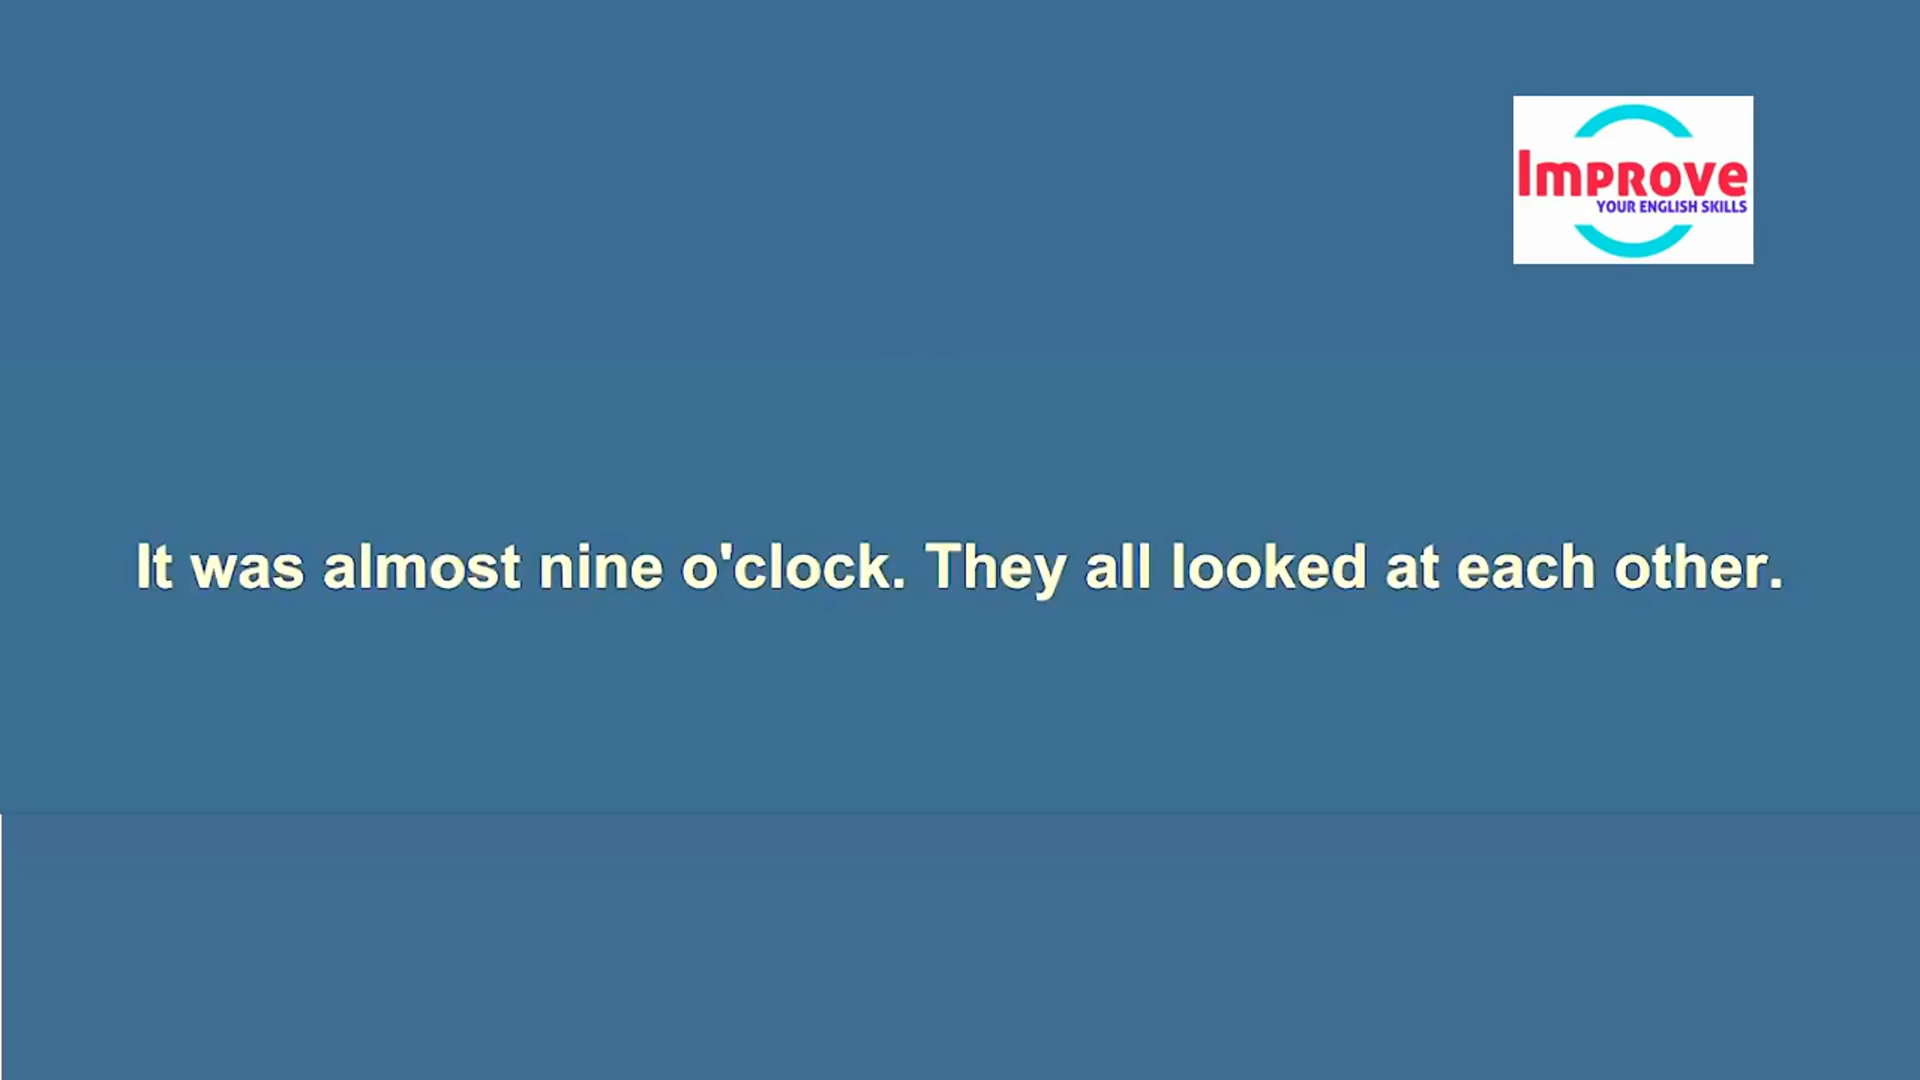 Improve
YOUR ENGLISH SKILLS
It was almost nine o'clock. They all looked at each other.